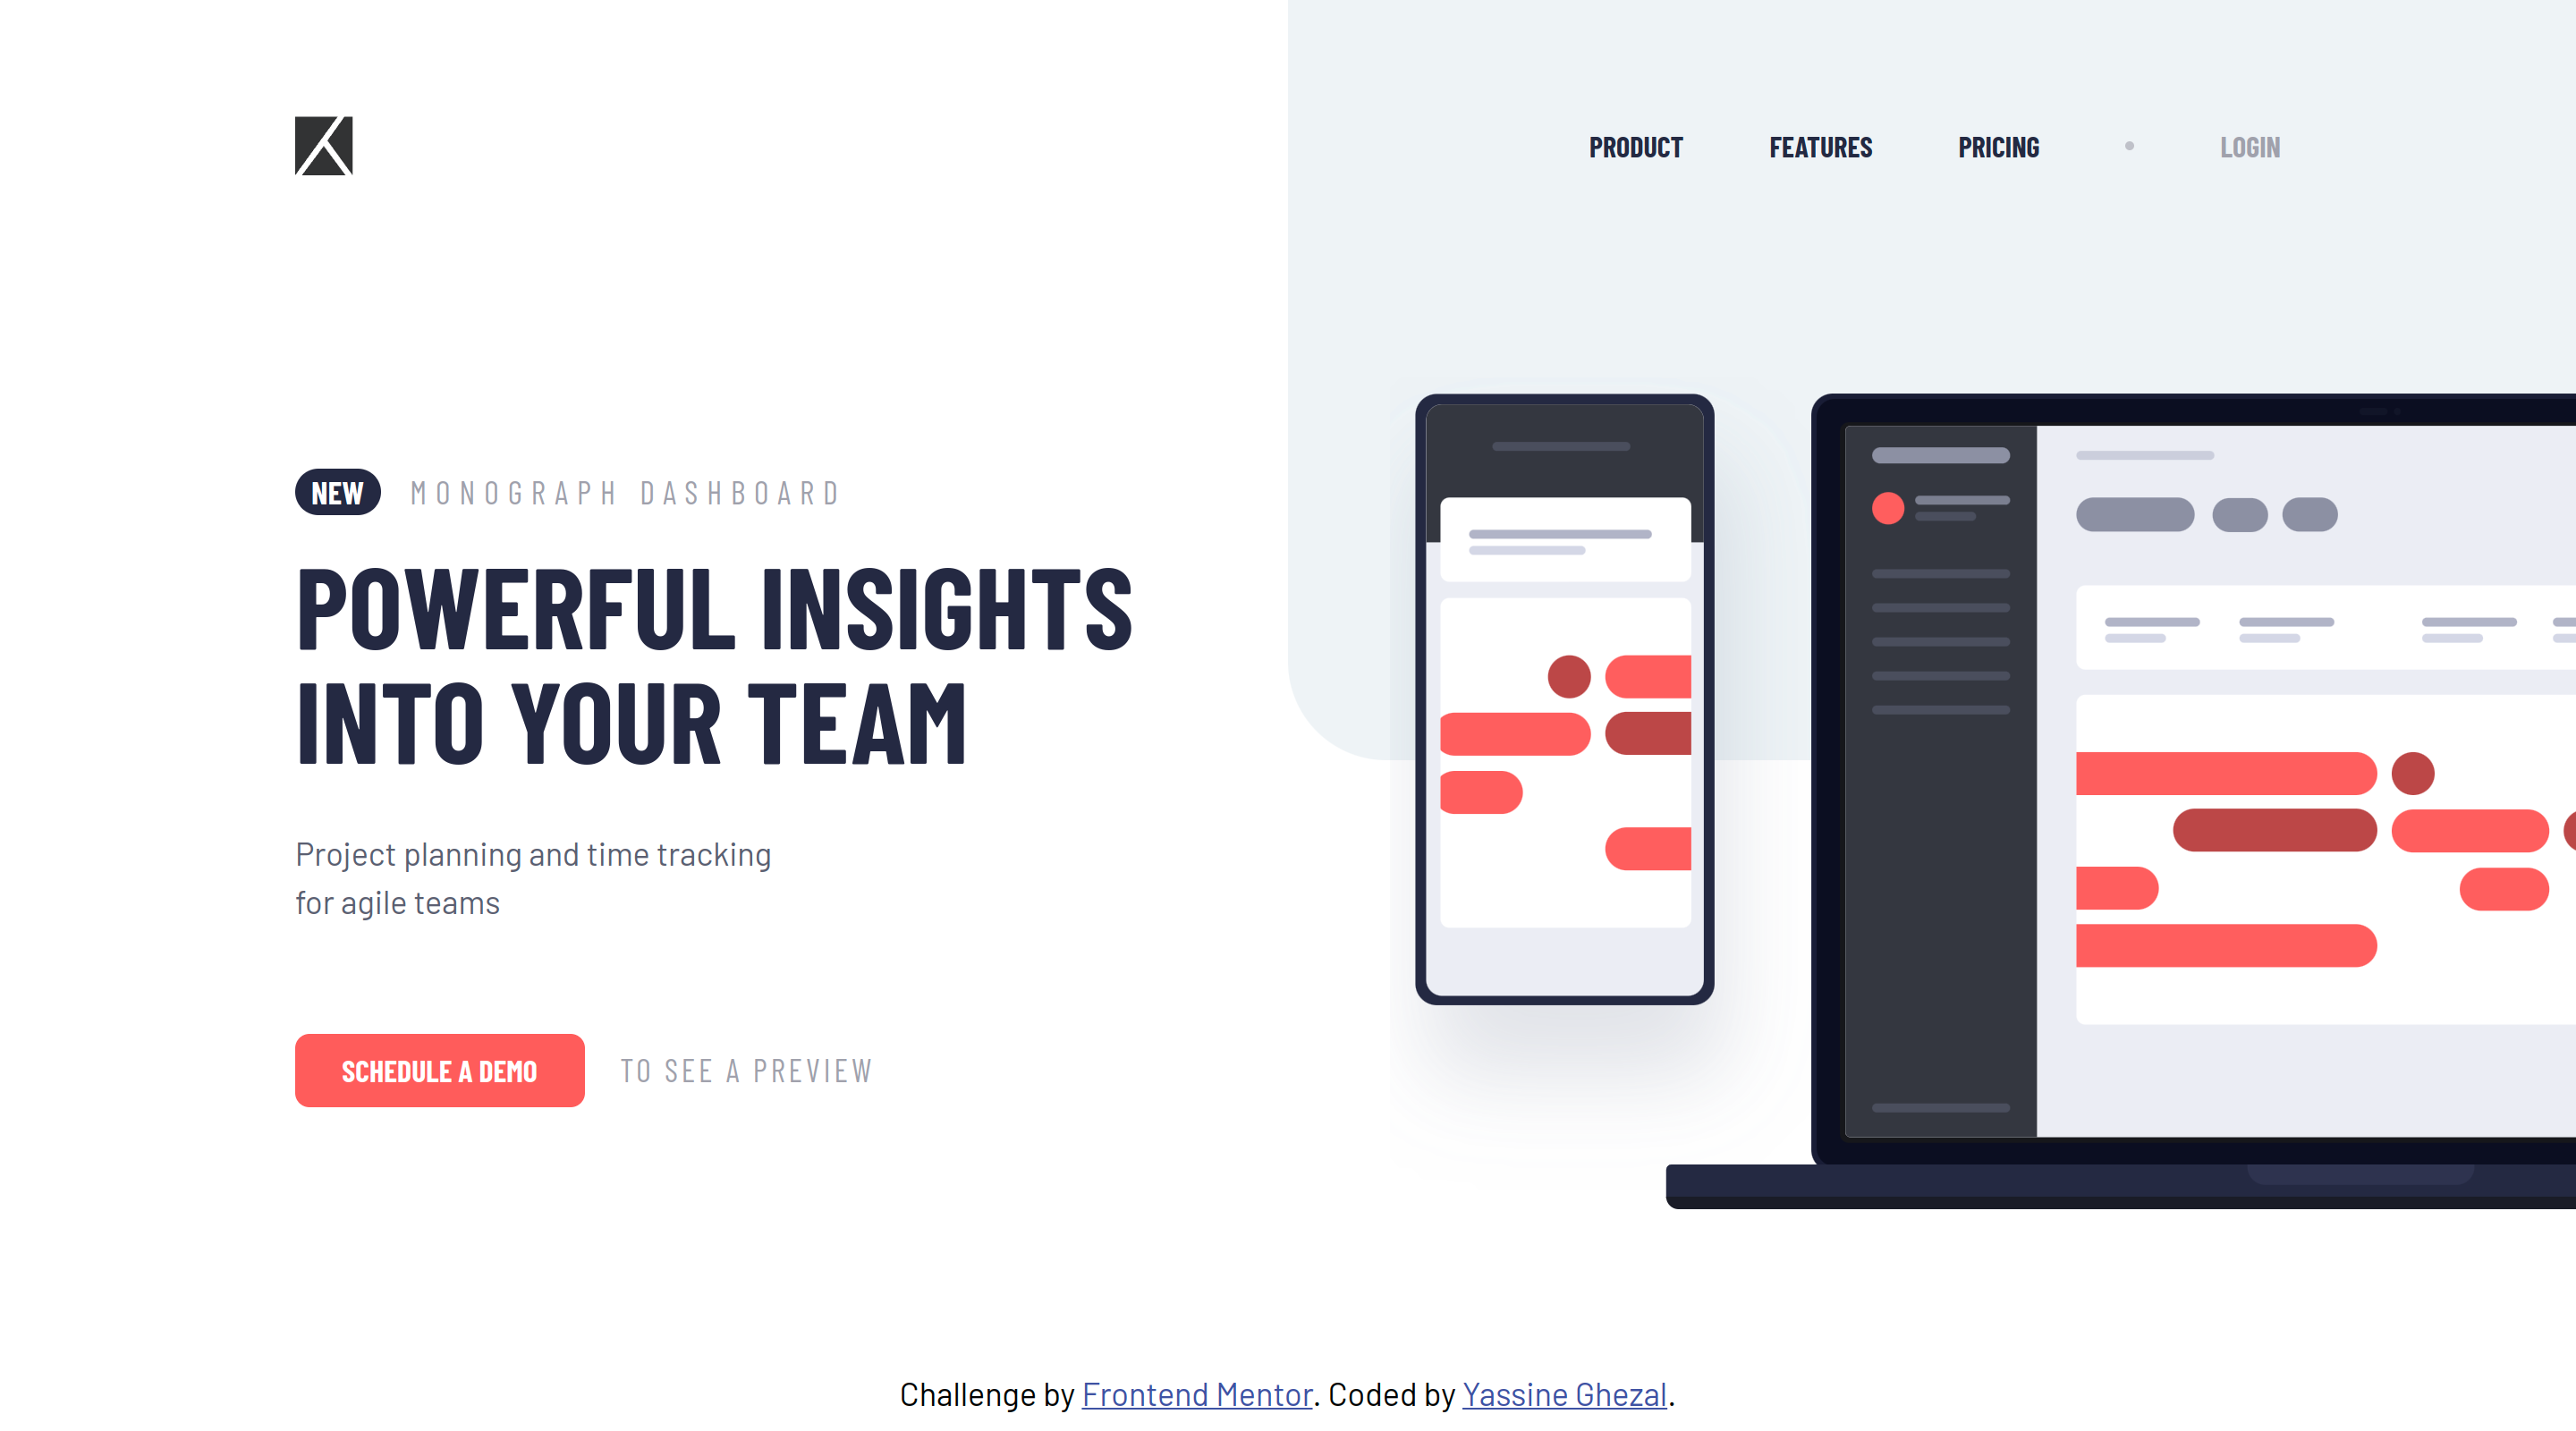 PRODUCT FEATURES PRICING LOGIN
NEW MONOGRAPH DASHBOARD
POWERFUL INSIGHTS
INTO YOUR TEAM
Project planning and time tracking
for agile teams
SCHEDULE A DEMO TO SEE A PREVIEW
Challenge by Frontend Mentor. Coded by Yassine Ghezal.